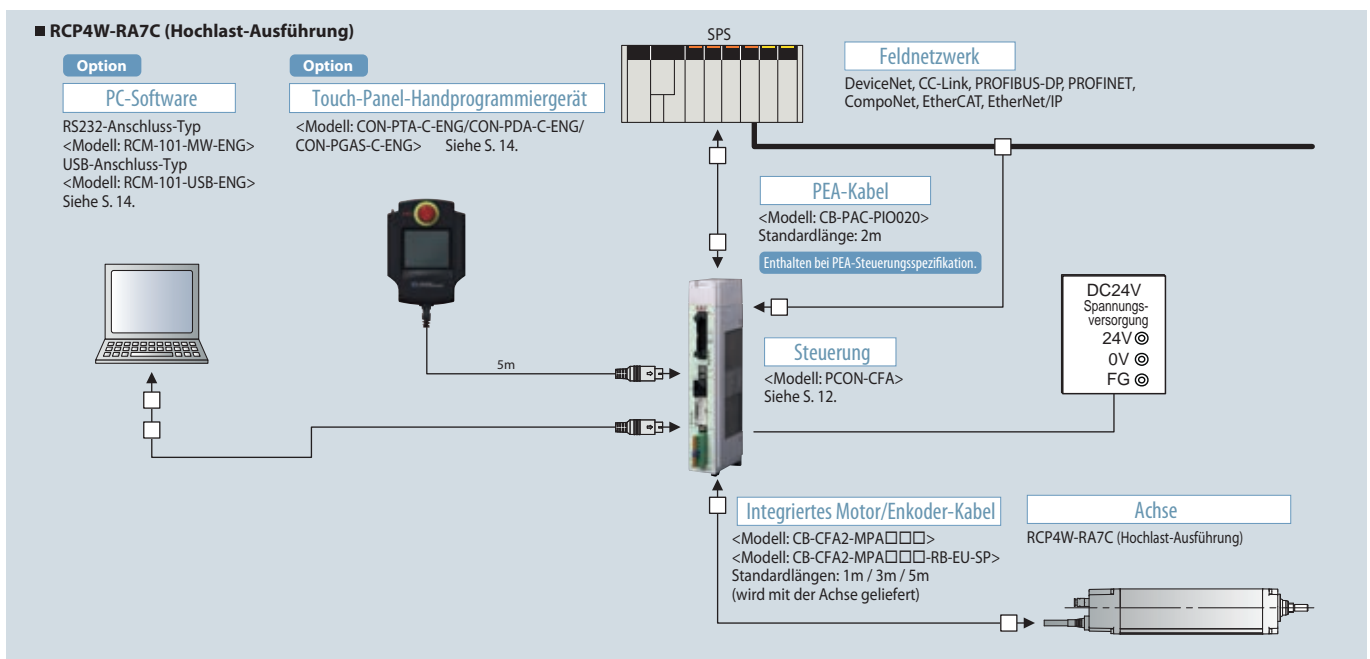 ■ RCP4W-RA7C (Hochlast-Ausführung)
Option
PC-Software
RS232-Anschluss-Typ
<Modell: RCM-101-MW-ENG>
USB-Anschluss-Typ
<Modell: RCM-101-USB-ENG>
Siehe S. 14.
Option
Touch-Panel-Handprogrammiergerät
<Modell: CON-PTA-C-ENG/CON-PDA-C-ENG/
CON-PGAS-C-ENG> Siehe S. 14.
SPS
Feldnetzwerk
DeviceNet, CC-Link, PROFIBUS-DP, PROFINET,
CompoNet, EtherCAT, EtherNet/IP
PEA-Kabel
<Modell: CB-PAC-PIO020>
Standardlänge: 2m
Enthalten bei PEA-Steuerungsspezifikation.
5m
Steuerung
<Modell: PCON-CFA>
Siehe S. 12.
DC24V
Spannungs-
versorgung
24V
0V
FG
Integriertes Motor/Enkoder-Kabel
<Modell: CB-CFA2-MPA□□□>
<Modell: CB-CFA2-MPA□□□-RB-EU-SP>
Standardlängen: 1m / 3m / 5m
(wird mit der Achse geliefert)
Achse
RCP4W-RA7C (Hochlast-Ausführung)